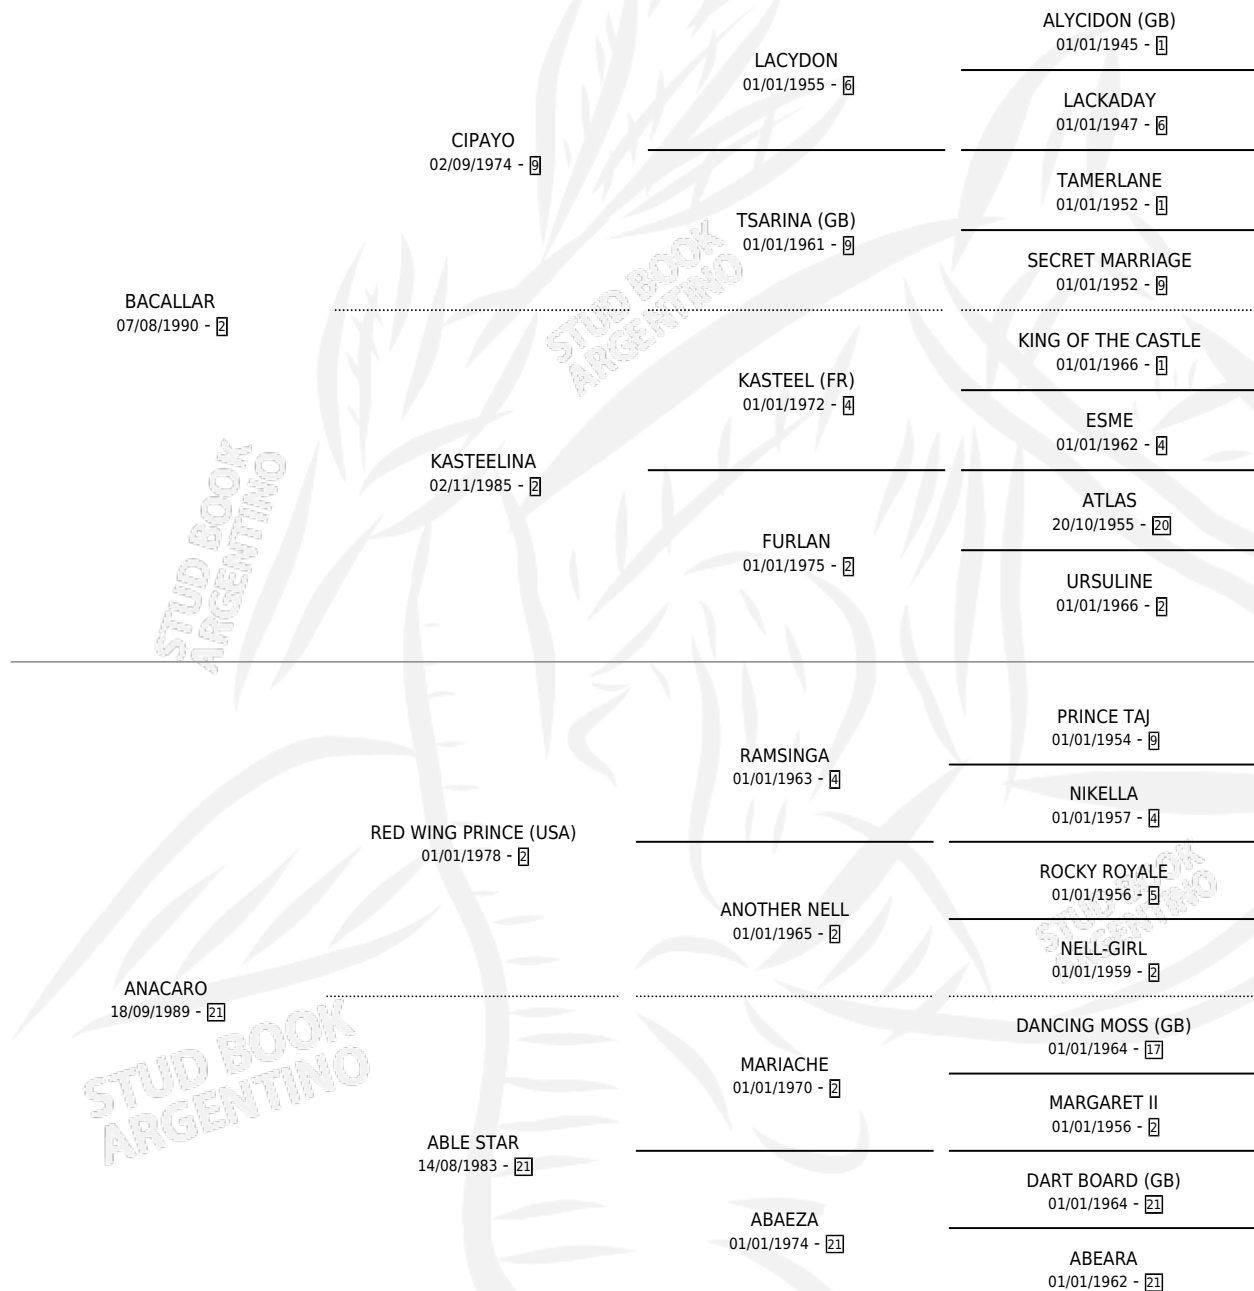 ALYCIDON (GB)
01/01/1945 - 1
LACYDON
01/01/1955 - 6
LACKADAY
01/01/1947 - 6
CIPAYO
02/09/1974 - 9
TAMERLANE
01/01/1952 - 1
TSARINA (GB)
01/01/1961 - 9
SECRET MARRIAGE
01/01/1952 - 9
BACALLAR
07/08/1990 - 2
STUD BOOK
ARGENTINO
KING OF THE CASTLE
01/01/1966 - 1
KASTEEL (FR)
01/01/1972 - 4
ESME
01/01/1962 - 4
KASTEELINA
02/11/1985 - 2
ATLAS
20/10/1955 - 20
FURLAN
01/01/1975 - 2
URSULINE
01/01/1966 - 2
STUD BOOK
ARGENTINO
PRINCE TAJ
01/01/1954 - 9
RAMSINGA
01/01/1963 - 4
NIKELLA
01/01/1957 - 4
RED WING PRINCE (USA)
01/01/1978 - 2
ROCKY ROYALE
01/01/1956 - 5
ANOTHER NELL
01/01/1965 - 2
STUD BOOK
ARGENTINO
NELL-GIRL
01/01/1959 - 2
ANACARO
18/09/1989 - 21
STUD BOOK
ARGENTINO
DANCING MOSS (GB)
01/01/1964 - 17
MARIACHE
01/01/1970 - 2
MARGARET II
01/01/1956 - 2
ABLE STAR
14/08/1983 - 21
DART BOARD (GB)
01/01/1964 - 21
ABAEZA
01/01/1974 - 21
ABEARA
01/01/1962 - 21